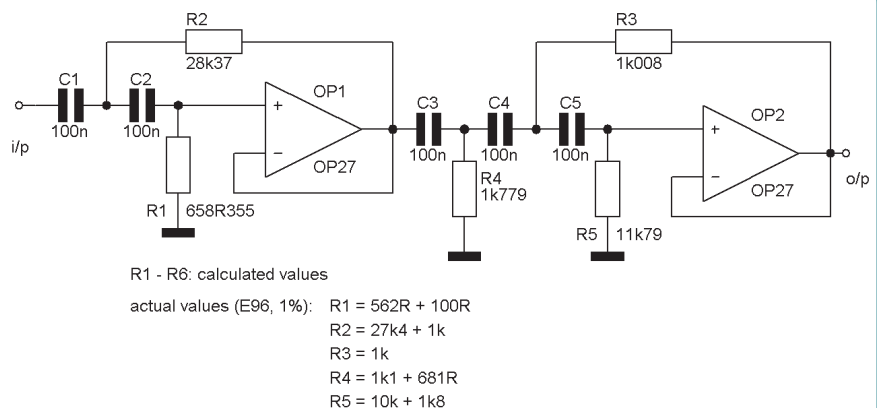 R2
28k37
R3
1k008
C1
100n
C2
100n
OP1
OP27
+
−
C3
100n
C4
100n
C5
100n
OP2
OP27
+
−
i/p
o/p
R1 658R355
R4
1k779
R5 11k79
R1 - R6: calculated values
actual values (E96, 1%): R1 = 562R + 100R
R2 = 27k4 + 1k
R3 = 1k
R4 = 1k1 + 681R
R5 = 10k + 1k8